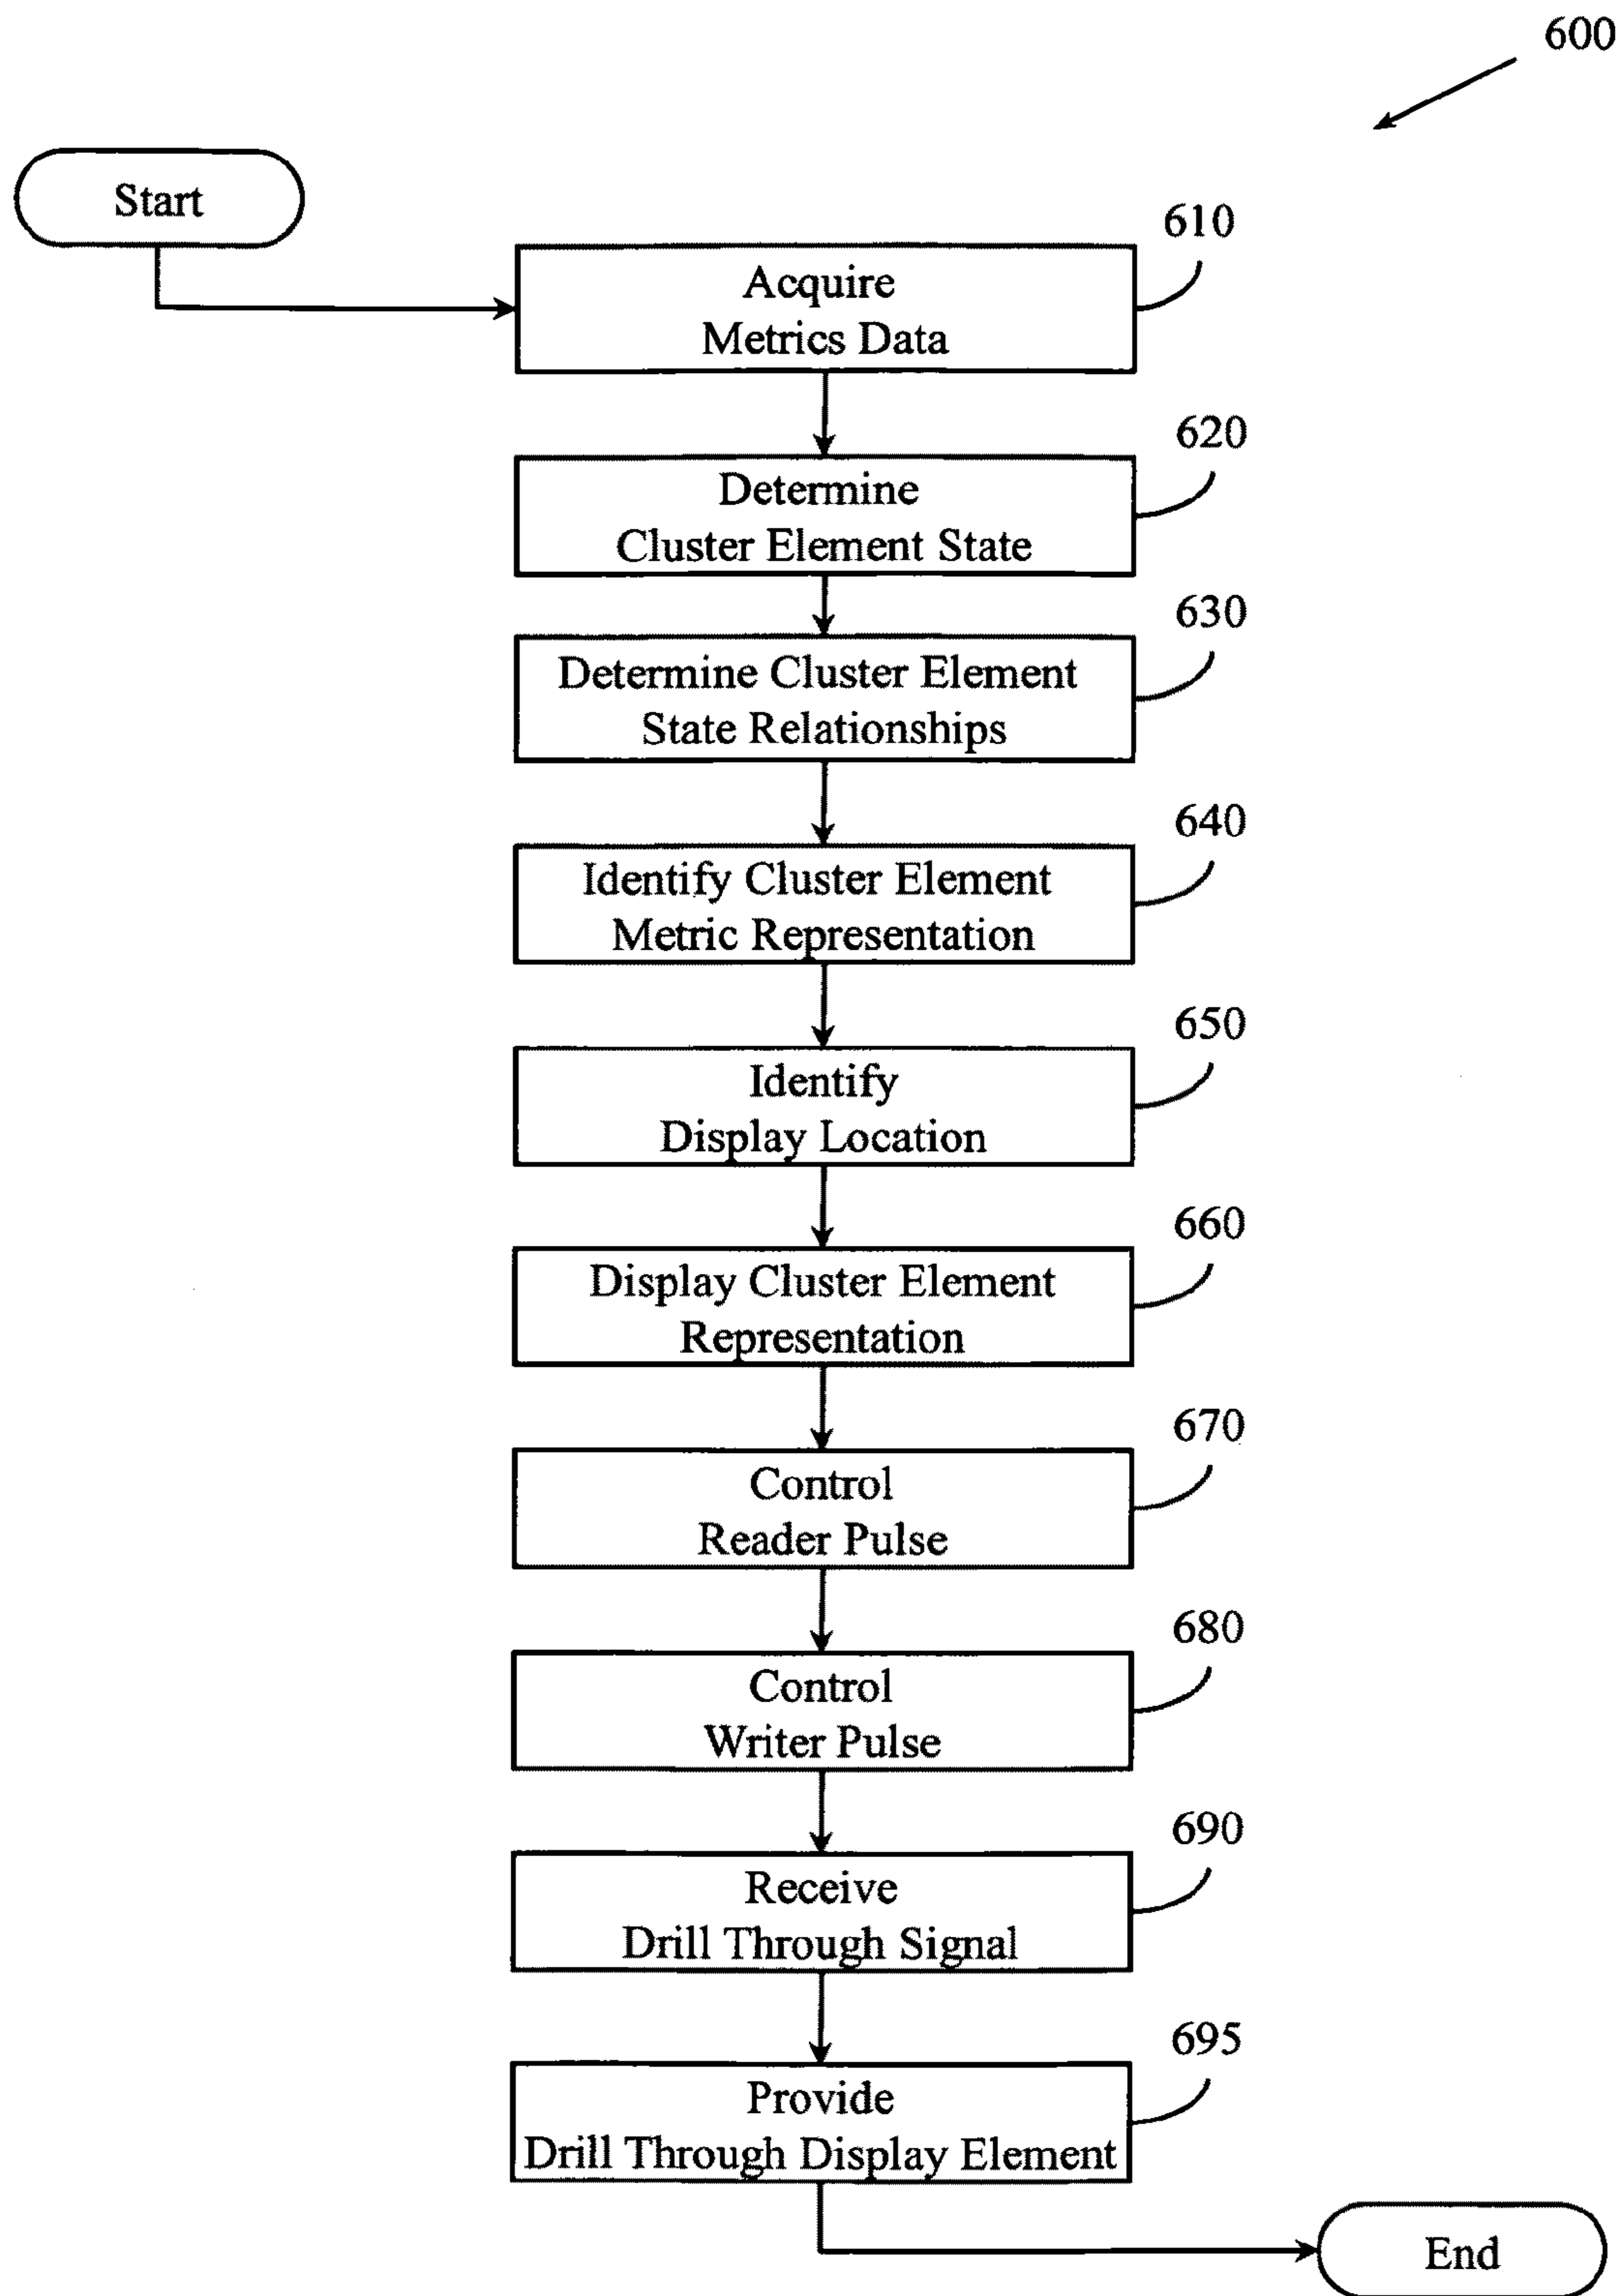 600
Start
610
Acquire
Metrics Data
620
Determine
Cluster Element State
630
Determine Cluster Element
State Relationships
640
Identify Cluster Element
Metric Representation
650
Identify
Display Location
660
Display Cluster Element
Representation
670
Control
Reader Pulse
680
Control
Writer Pulse
690
Receive
Drill Through Signal
695
Provide
Drill Through Display Element
End